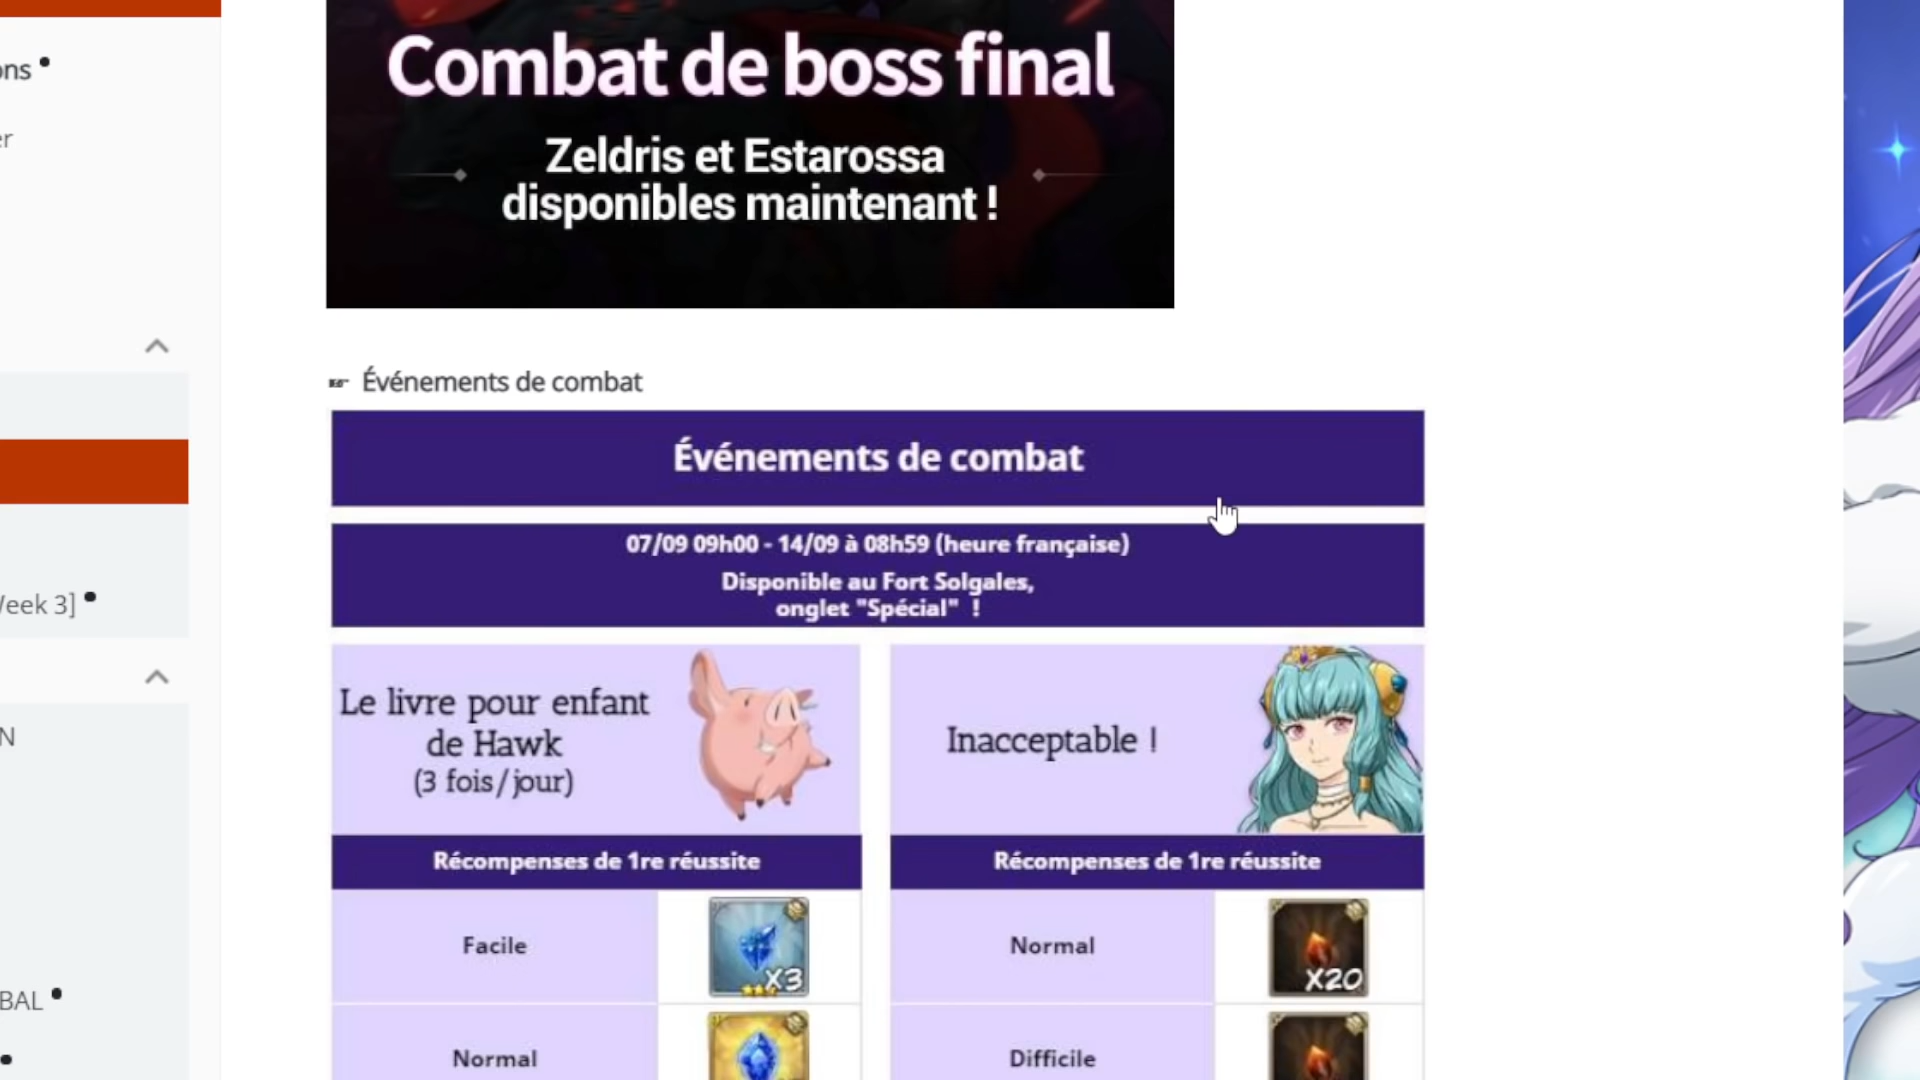 Combat de boss final
Zeldris et Estarossa
disponibles maintenant !
☞ Événements de combat
Événements de combat
07/09 09h00 - 14/09 à 08h59 (heure française)
Disponible au Fort Solgales,
onglet "Spécial" !
Le livre pour enfant
de Hawk
(3 fois/jour)
Inacceptable !
Récompenses de 1re réussite
Récompenses de 1re réussite
Facile
X3
Normal
X20
Normal
Difficile
ons
er
eek 3]
N
BAL